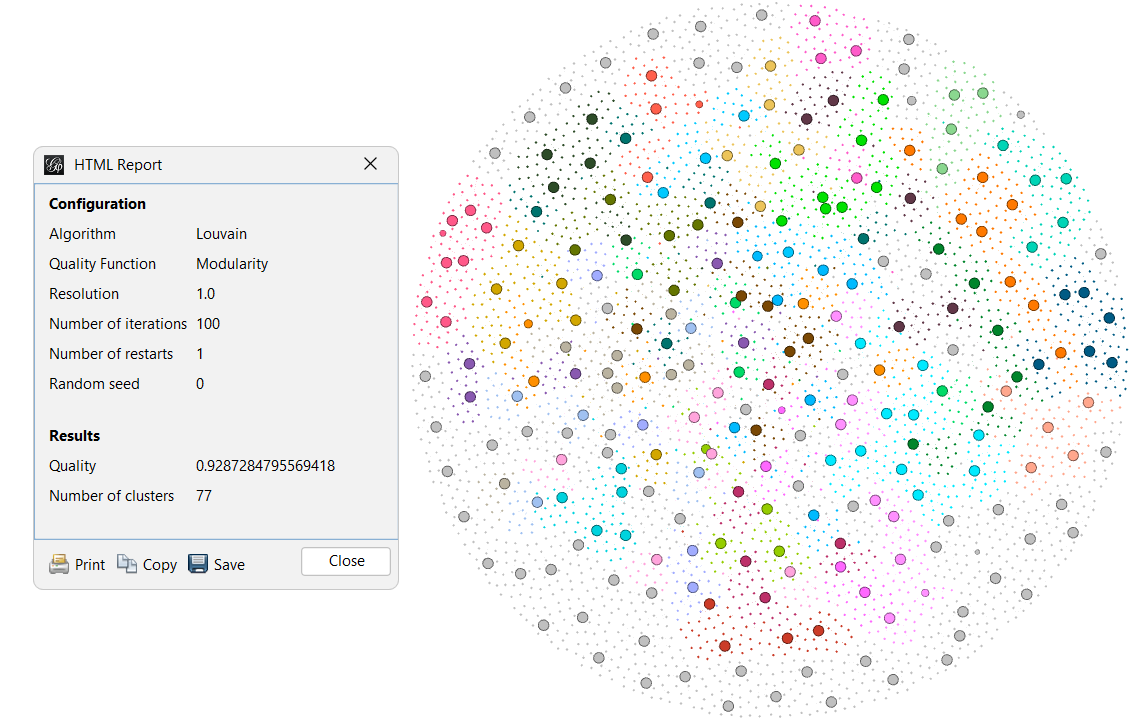 HTML Report
Configuration
Algorithm Louvain
Quality Function Modularity
Resolution 1.0
Number of iterations 100
Number of restarts 1
Random seed 0
Results
Quality 0.9287284795569418
Number of clusters 77
Print Copy Save Close